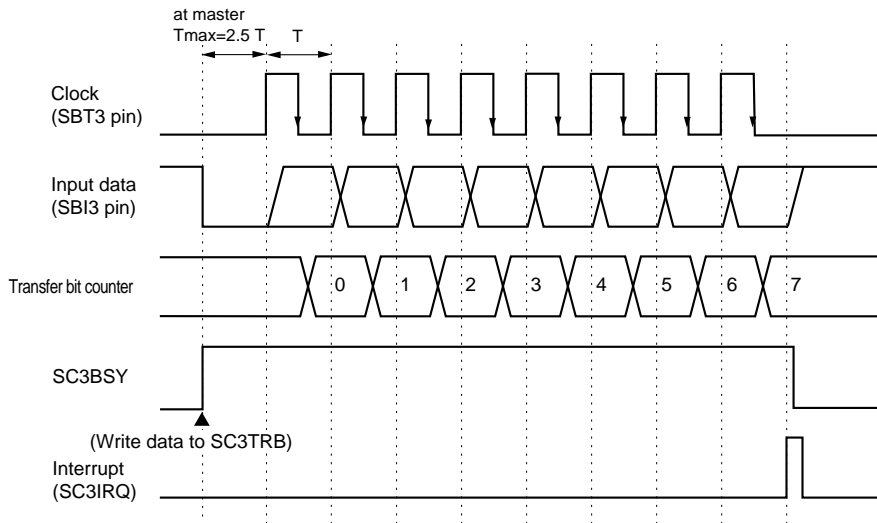 at master
Tmax=2.5 T
T
Clock
(SBT3 pin)
Input data
(SBI3 pin)
Transfer bit counter
0 1 2 3 4 5 6 7
SC3BSY
(Write data to SC3TRB)
Interrupt
(SC3IRQ)